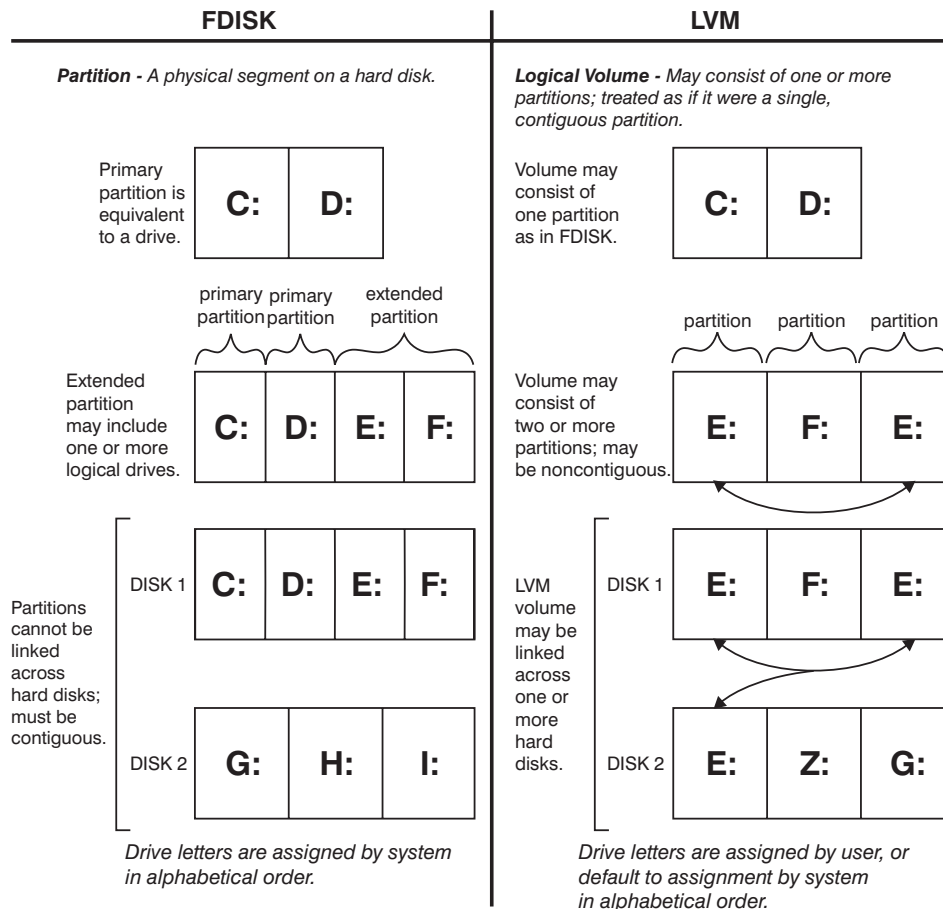 FDISK
Partition - A physical segment on a hard disk.
Primary
partition is
equivalent
to a drive.
C: D:
primary primary extended
partition partition partition
Extended
partition
may include
one or more
logical drives.
C: D: E: F:
Partitions
cannot be
linked
across
hard disks;
must be
contiguous.
DISK 1
C: D: E: F:
DISK 2
G: H: I:
Drive letters are assigned by system
in alphabetical order.
LVM
Logical Volume - May consist of one or more
partitions; treated as if it were a single,
contiguous partition.
Volume may
consist of
one partition
as in FDISK.
C: D:
partition partition partition
Volume may
consist of
two or more
partitions; may
be noncontiguous.
E: F: E:
LVM
volume
may be
linked
across
one or
more
hard
disks.
DISK 1
E: F: E:
DISK 2
E: Z: G:
Drive letters are assigned by user, or
default to assignment by system
in alphabetical order.